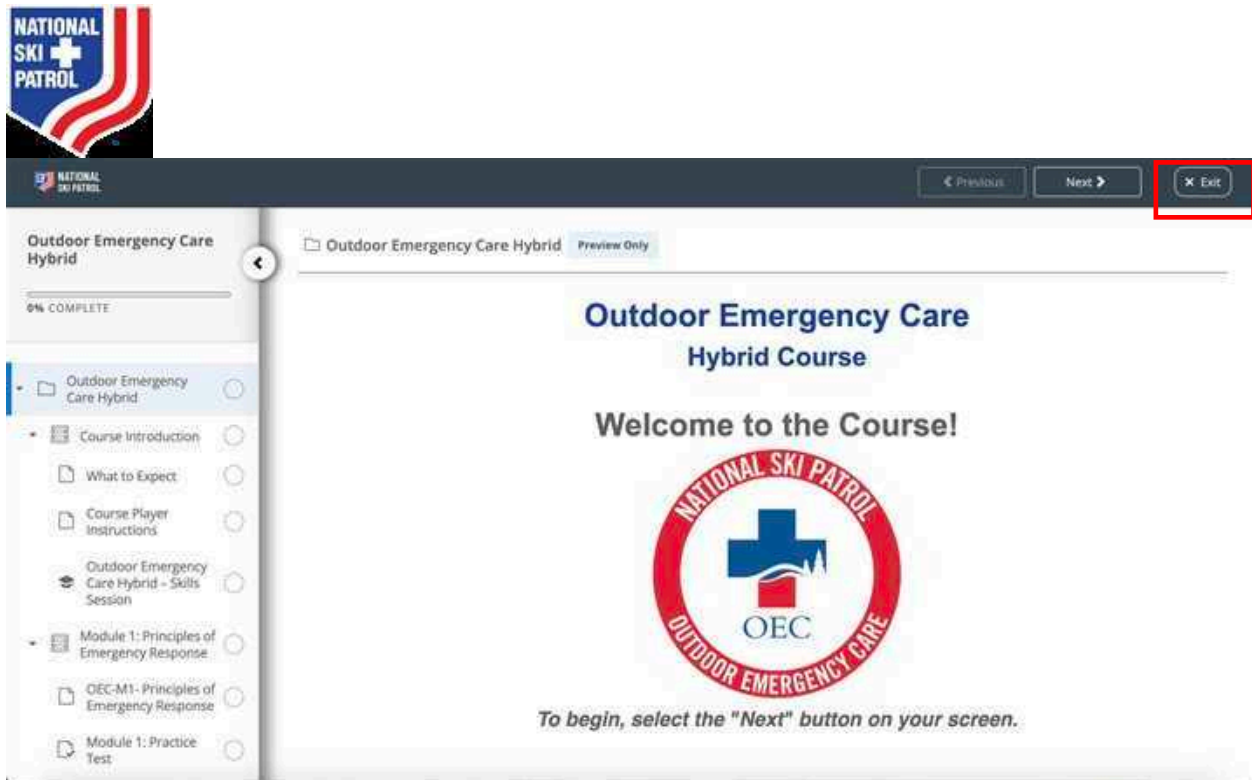 NATIONAL
SKI
PATROL
NATIONAL
SKI PATROL
Previous
Next
Exit
Outdoor Emergency Care
Hybrid
0% COMPLETE
Outdoor Emergency
Care Hybrid
Course Introduction
What to Expect
Course Player
Instructions
Outdoor Emergency
Care Hybrid - Skills
Session
Module 1: Principles of
Emergency Response
OEC-M1- Principles of
Emergency Response
Module 1: Practice
Test
Outdoor Emergency Care Hybrid Preview Only
Outdoor Emergency Care
Hybrid Course
Welcome to the Course!
NATIONAL SKI PATROL
OEC
OUTDOOR EMERGENCY CARE
To begin, select the "Next" button on your screen.